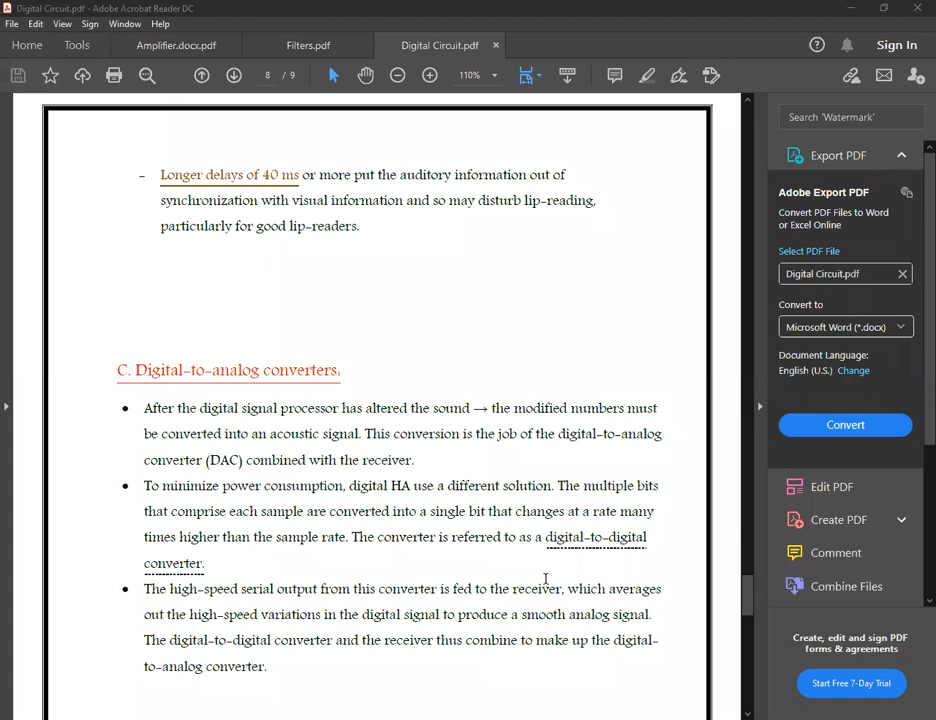 Digital Circuit.pdf - Adobe Acrobat Reader DC
File Edit View Sign Window Help
Home Tools Amplifier.docx.pdf Filters.pdf Digital Circuit.pdf × Sign In
8 / 9 110%
- Longer delays of 40 ms or more put the auditory information out of
synchronization with visual information and so may disturb lip-reading,
particularly for good lip-readers.
C. Digital-to-analog converters:
• After the digital signal processor has altered the sound → the modified numbers must
be converted into an acoustic signal. This conversion is the job of the digital-to-analog
converter (DAC) combined with the receiver.
• To minimize power consumption, digital HA use a different solution. The multiple bits
that comprise each sample are converted into a single bit that changes at a rate many
times higher than the sample rate. The converter is referred to as a digital-to-digital
converter.
• The high-speed serial output from this converter is fed to the receiver, which averages
out the high-speed variations in the digital signal to produce a smooth analog signal.
The digital-to-digital converter and the receiver thus combine to make up the digital-
to-analog converter.
Search 'Watermark'
Export PDF
Adobe Export PDF
Convert PDF Files to Word
or Excel Online
Select PDF File
Digital Circuit.pdf
Convert to
Microsoft Word (*.docx)
Document Language:
English (U.S.) Change
Convert
Edit PDF
Create PDF
Comment
Combine Files
Create, edit and sign PDF
forms & agreements
Start Free 7-Day Trial